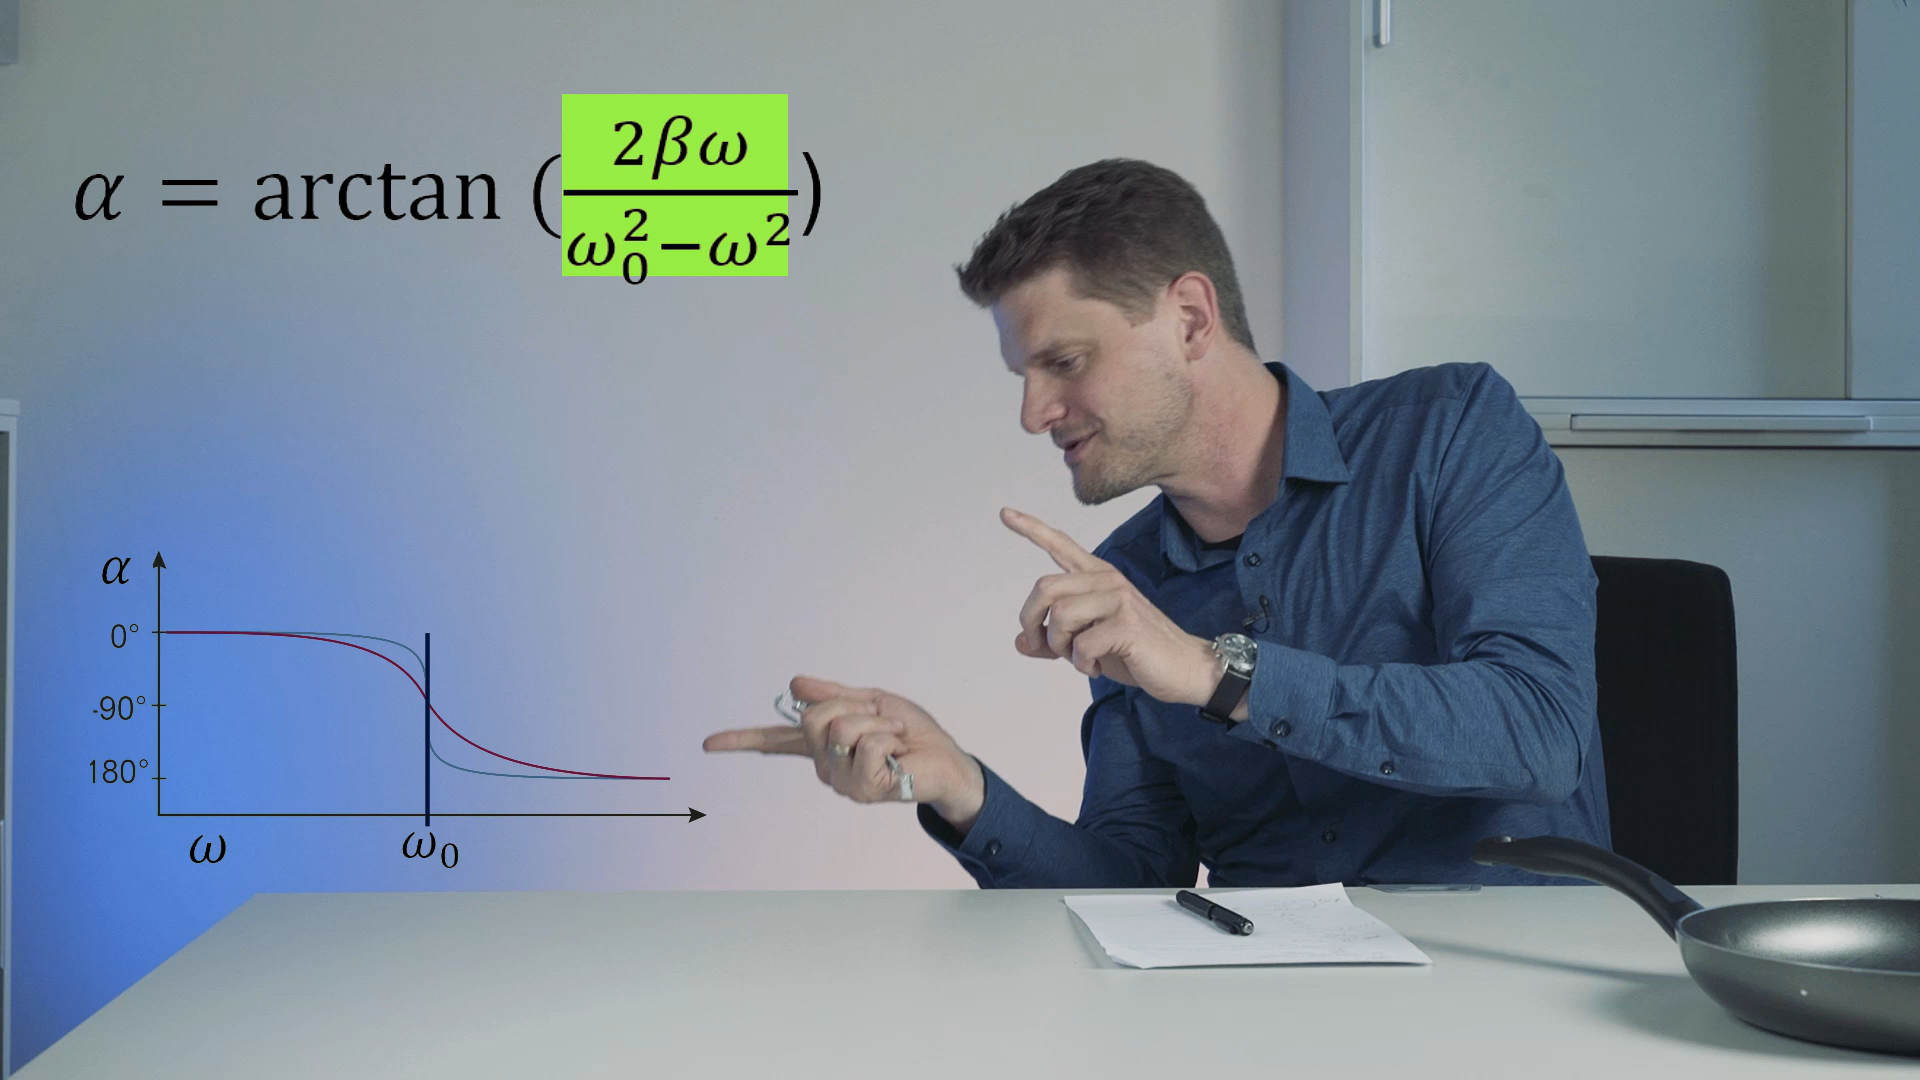 α = arctan (2βω / ω₀² − ω²)
α
0°
-90°
180°
ω
ω₀